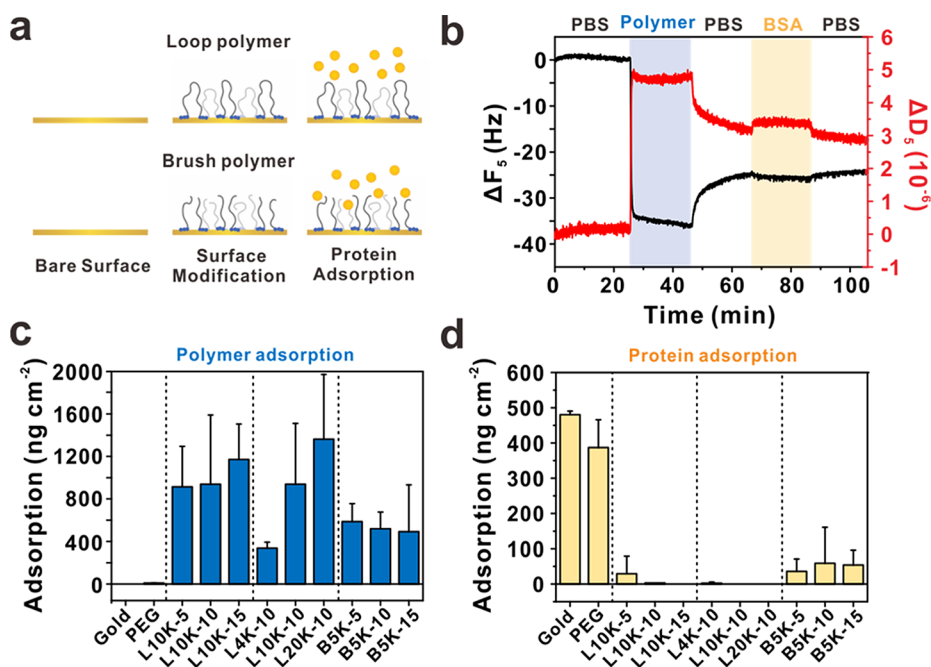 a
Loop polymer
Brush polymer
Bare Surface
Surface
Modification
Protein
Adsorption
b
PBS Polymer PBS BSA PBS
ΔF5 (Hz)
0
-10
-20
-30
-40
ΔD5 (10-6)
6
5
4
3
2
1
0
-1
0 20 40 60 80 100
Time (min)
c
Polymer adsorption
Adsorption (ng cm-2)
2000
1600
1200
800
400
0
Gold
PEG
L10K-5
L10K-10
L10K-15
L4K-10
L10K-10
L20K-10
B5K-5
B5K-10
B5K-15
d
Protein adsorption
Adsorption (ng cm-2)
600
500
400
300
200
100
0
Gold
PEG
L10K-5
L10K-10
L10K-15
L4K-10
L10K-10
L20K-10
B5K-5
B5K-10
B5K-15